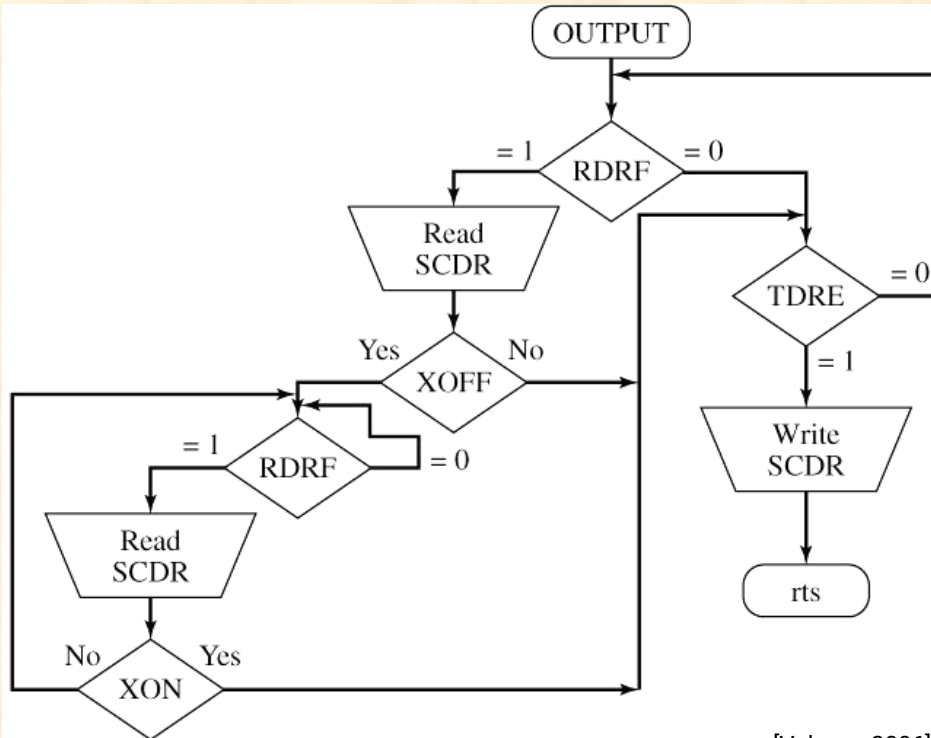 OUTPUT
= 1
RDRF
= 0
Read
SCDR
TDRE
= 0
Yes
XOFF
No
= 1
Write
SCDR
= 1
RDRF
= 0
Read
SCDR
rts
No
XON
Yes